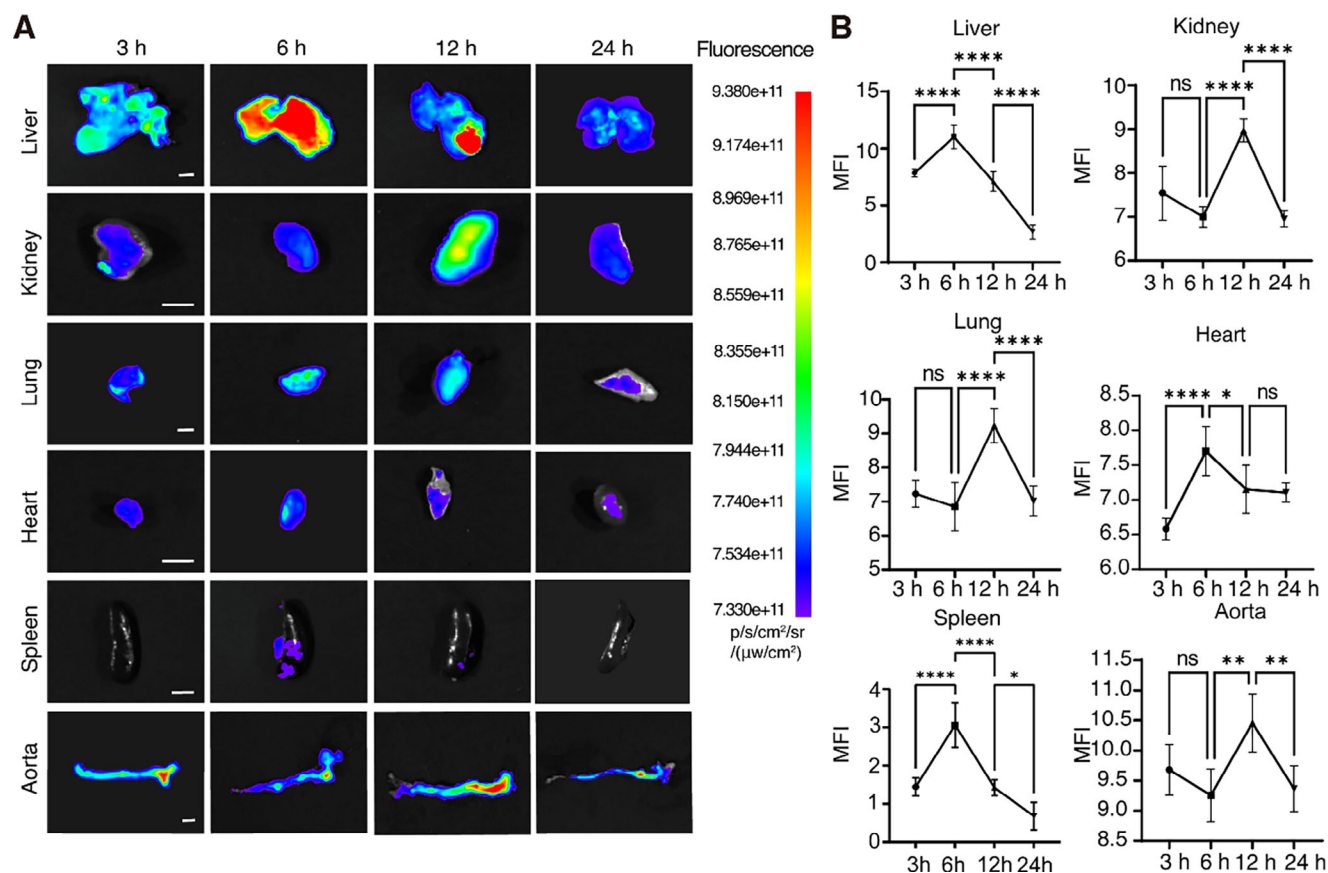 A
3 h 6 h 12 h 24 h Fluorescence
Liver
Kidney
Lung
Heart
Spleen
Aorta
9.380e+11
9.174e+11
8.969e+11
8.765e+11
8.559e+11
8.355e+11
8.150e+11
7.944e+11
7.740e+11
7.534e+11
7.330e+11
p/s/cm²/sr
/(μw/cm²)
B
Liver
****
**** ****
MFI
15
10
5
0
3 h 6 h 12 h 24 h
Kidney
****
ns ****
MFI
10
9
8
7
6
3 h 6 h 12 h 24 h
Lung
****
ns ****
MFI
10
9
8
7
6
5
3 h 6 h 12 h 24 h
Heart
**** * ns
MFI
8.5
8.0
7.5
7.0
6.5
6.0
3 h 6 h 12 h 24 h
Spleen
****
**** *
MFI
4
3
2
1
0
3h 6h 12h 24h
Aorta
ns ** **
MFI
11.5
10.5
10.0
9.5
9.0
8.5
3 h 6 h 12 h 24 h